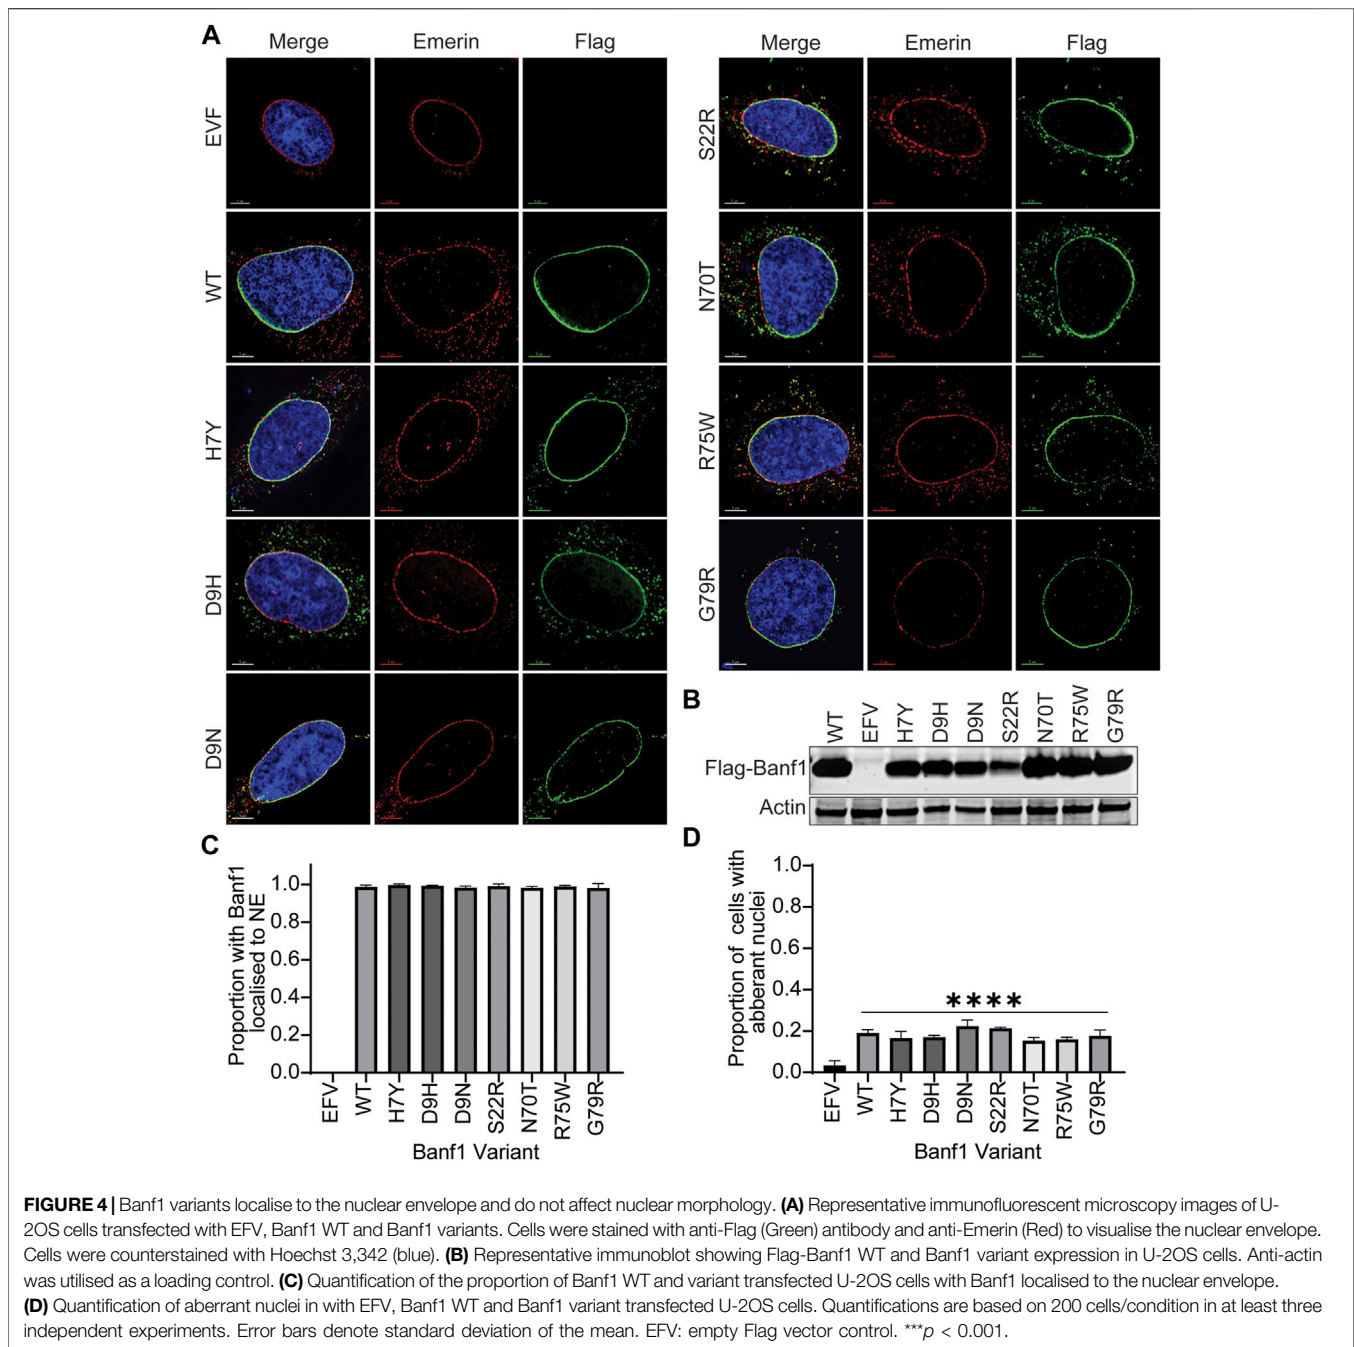 A
Merge Emerin Flag
EVF
WT
H7Y
D9H
D9N
Merge Emerin Flag
S22R
N70T
R75W
G79R
B
WT EFV H7Y D9H D9N S22R N70T R75W G79R
Flag-Banf1
Actin
C
Proportion with Banf1
localised to NE
1.0
0.8
0.6
0.4
0.2
0.0
EFV WT H7Y D9H D9N S22R N70T R75W G79R
Banf1 Variant
D
Proportion of cells with
abberant nuclei
1.0
0.8
0.6
0.4
0.2
0.0
****
EFV WT H7Y D9H D9N S22R N70T R75W G79R
Banf1 Variant
FIGURE 4 | Banf1 variants localise to the nuclear envelope and do not affect nuclear morphology. (A) Representative immunofluorescent microscopy images of U-
2OS cells transfected with EFV, Banf1 WT and Banf1 variants. Cells were stained with anti-Flag (Green) antibody and anti-Emerin (Red) to visualise the nuclear envelope.
Cells were counterstained with Hoechst 3,342 (blue). (B) Representative immunoblot showing Flag-Banf1 WT and Banf1 variant expression in U-2OS cells. Anti-actin
was utilised as a loading control. (C) Quantification of the proportion of Banf1 WT and variant transfected U-2OS cells with Banf1 localised to the nuclear envelope.
(D) Quantification of aberrant nuclei in with EFV, Banf1 WT and Banf1 variant transfected U-2OS cells. Quantifications are based on 200 cells/condition in at least three
independent experiments. Error bars denote standard deviation of the mean. EFV: empty Flag vector control. ***p < 0.001.